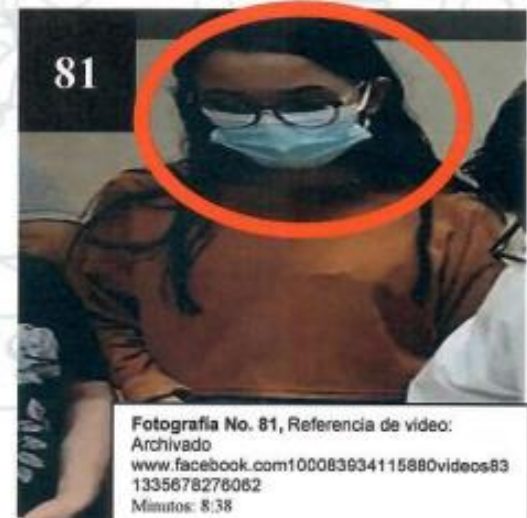 81
Fotografía No. 81, Referencia de video:
Archivado
www.facebook.com100083934115880videos83
1335678276062
Minutos: 8:38